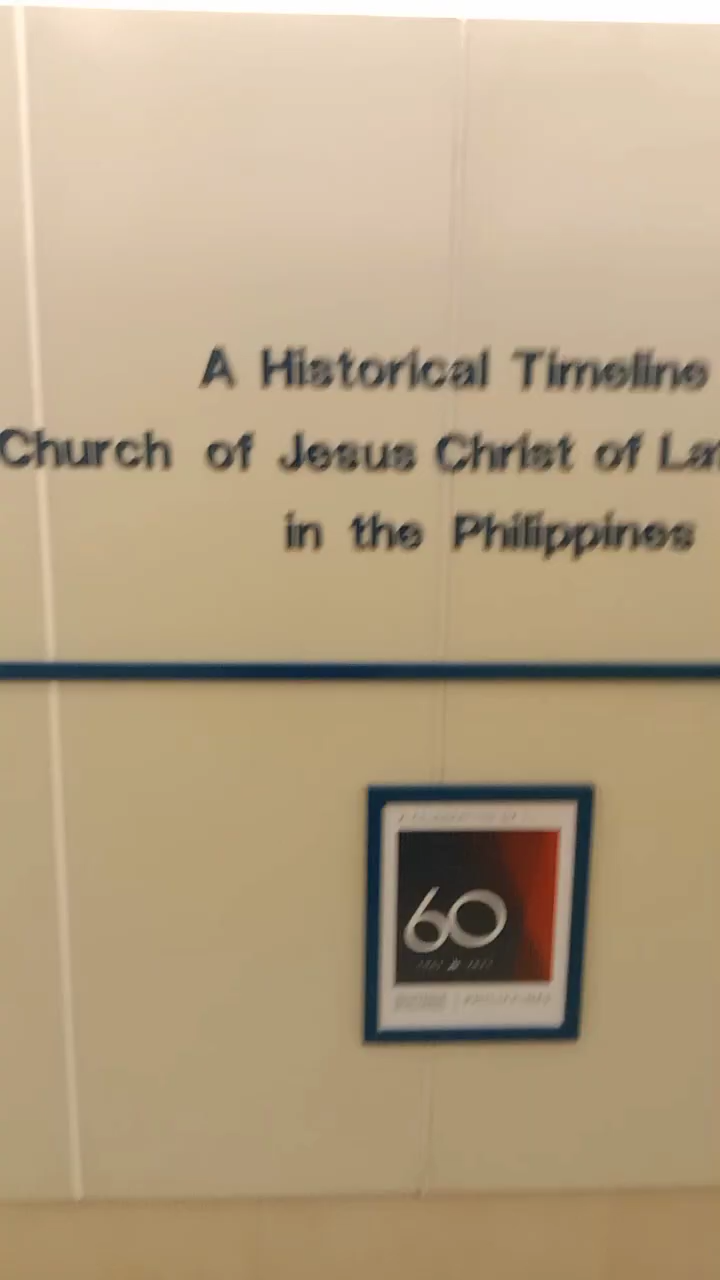 A Historical Timeline
Church of Jesus Christ of
in the Philippines
60